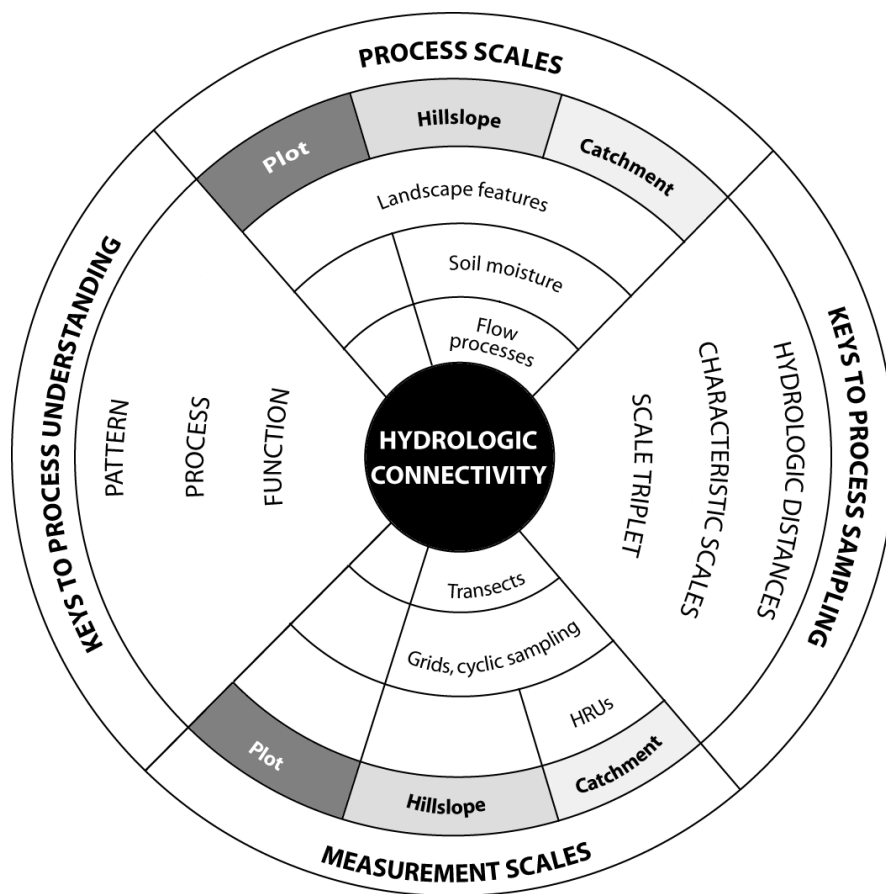 PROCESS SCALES
Plot
Hillslope
Catchment
Landscape features
Soil moisture
Flow
processes
KEYS TO PROCESS UNDERSTANDING
PATTERN
PROCESS
FUNCTION
HYDROLOGIC
CONNECTIVITY
SCALE TRIPLET
CHARACTERISTIC SCALES
HYDROLOGIC DISTANCES
KEYS TO PROCESS SAMPLING
Transects
Grids, cyclic sampling
HRUs
Plot
Hillslope
Catchment
MEASUREMENT SCALES